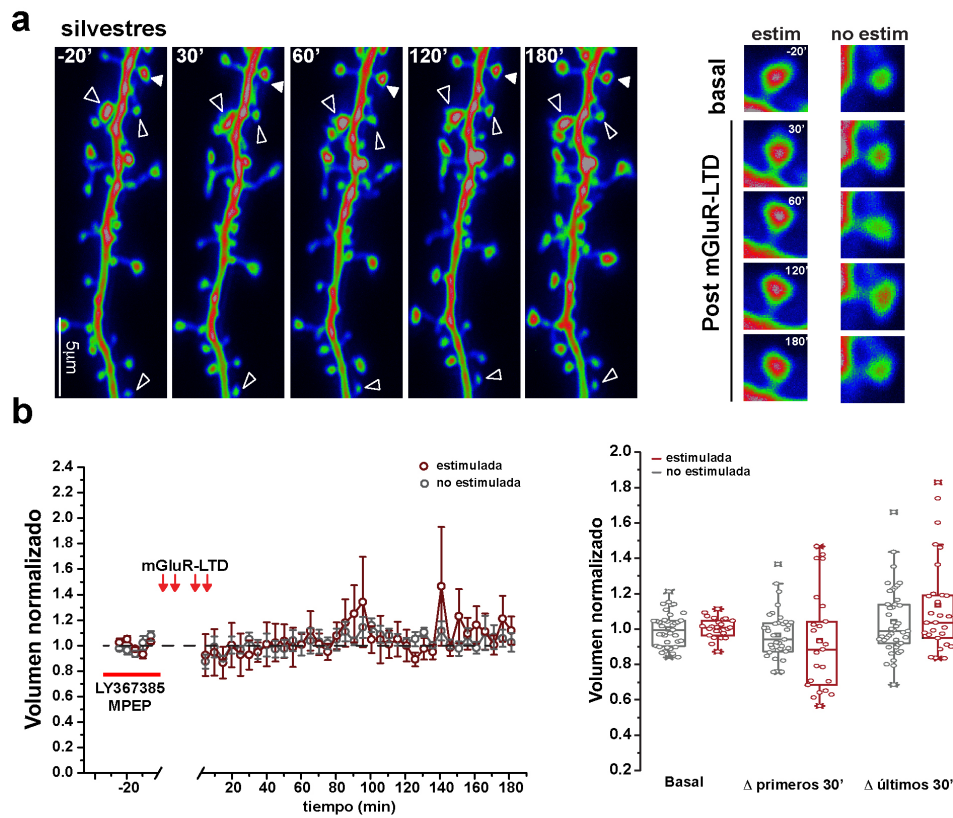 a
silvestres
-20’
30’
60’
120’
180’
5µm
estim
no estim
basal
Post mGluR-LTD
-20’
30’
60’
120’
180’
b
Volumen normalizado
2.4
2.2
2.0
1.8
1.6
1.4
1.2
1.0
0.8
0.6
0.4
0.2
0.0
estimulada
no estimulada
mGluR-LTD
LY367385
MPEP
-20
20
40
60
80
100
120
140
160
180
tiempo (min)
Volumen normalizado
2.0
1.8
1.6
1.4
1.2
1.0
0.8
0.6
0.4
0.2
estimulada
no estimulada
Basal
Δ primeros 30’
Δ últimos 30’